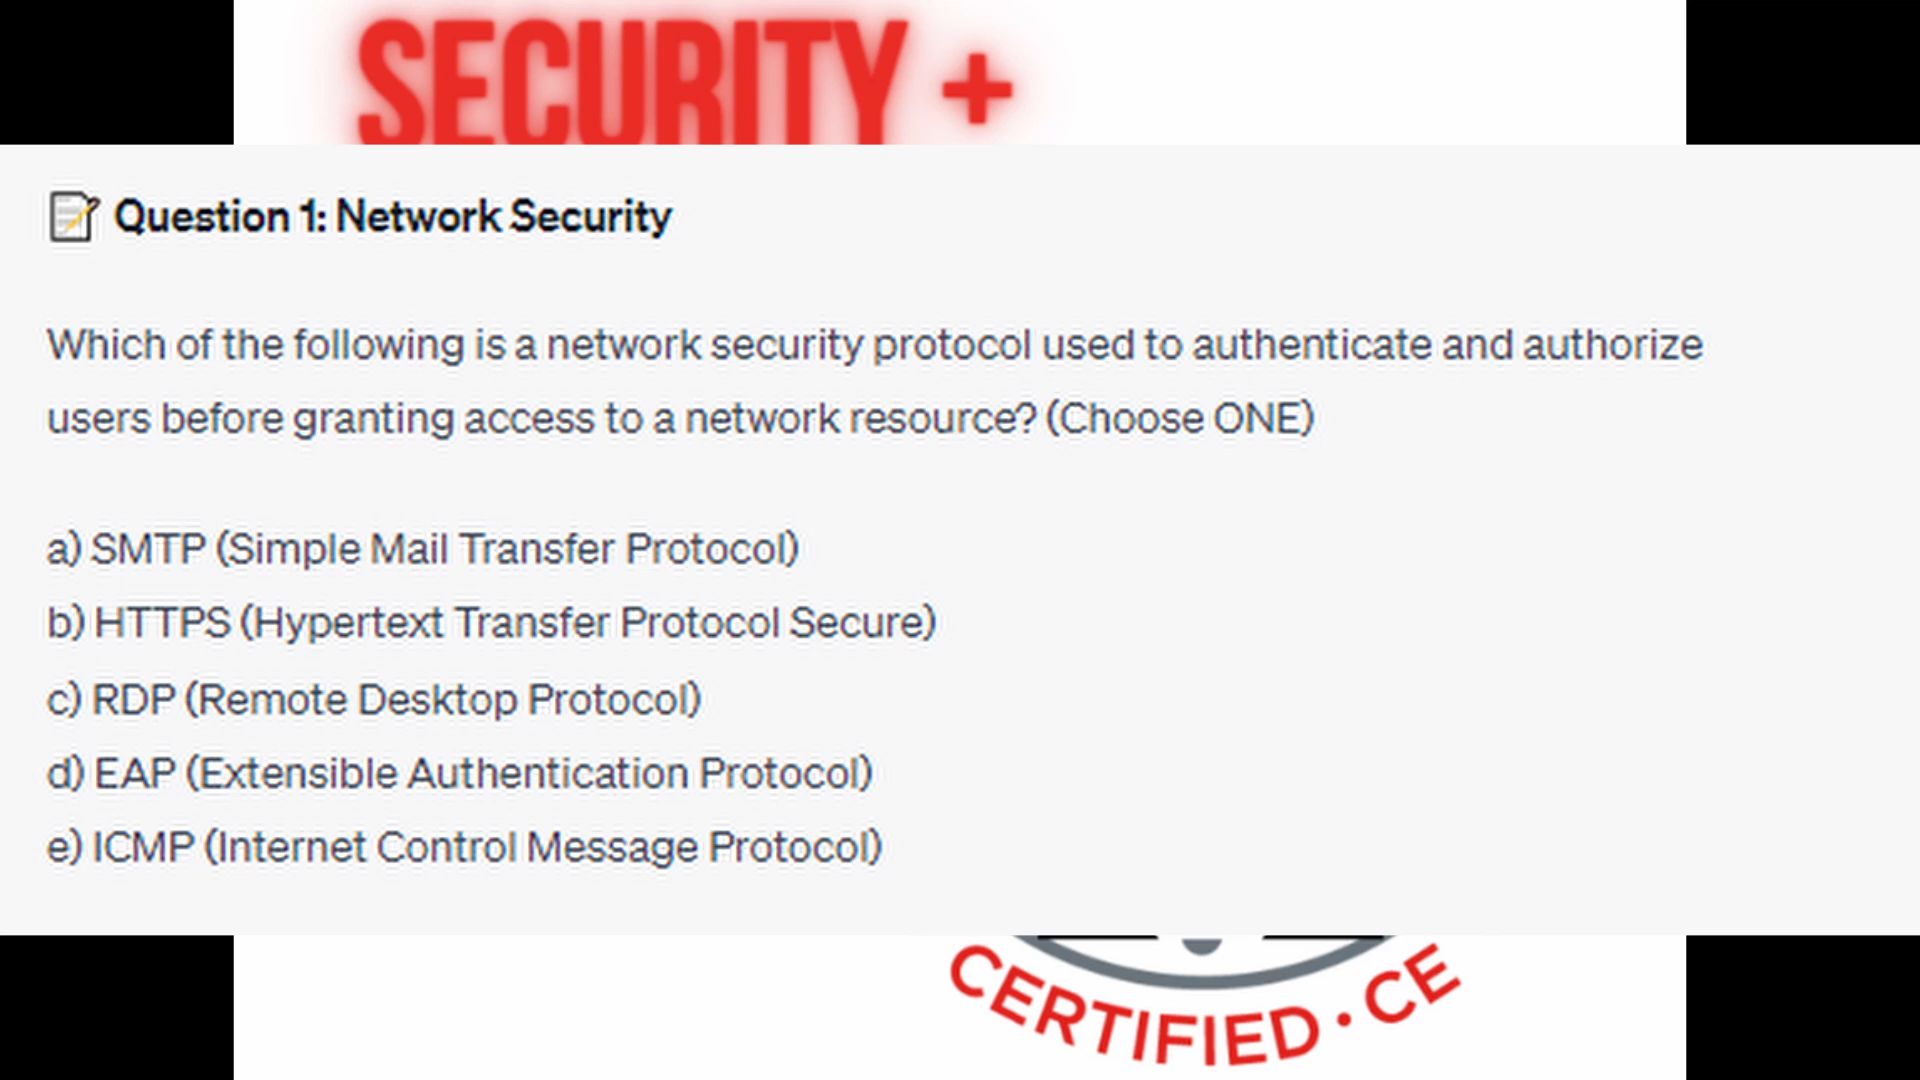 SECURITY +
📝 Question 1: Network Security
Which of the following is a network security protocol used to authenticate and authorize
users before granting access to a network resource? (Choose ONE)
a) SMTP (Simple Mail Transfer Protocol)
b) HTTPS (Hypertext Transfer Protocol Secure)
c) RDP (Remote Desktop Protocol)
d) EAP (Extensible Authentication Protocol)
e) ICMP (Internet Control Message Protocol)
CERTIFIED • CE